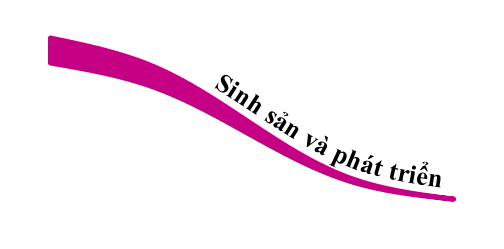 Sinh sản và phát triển